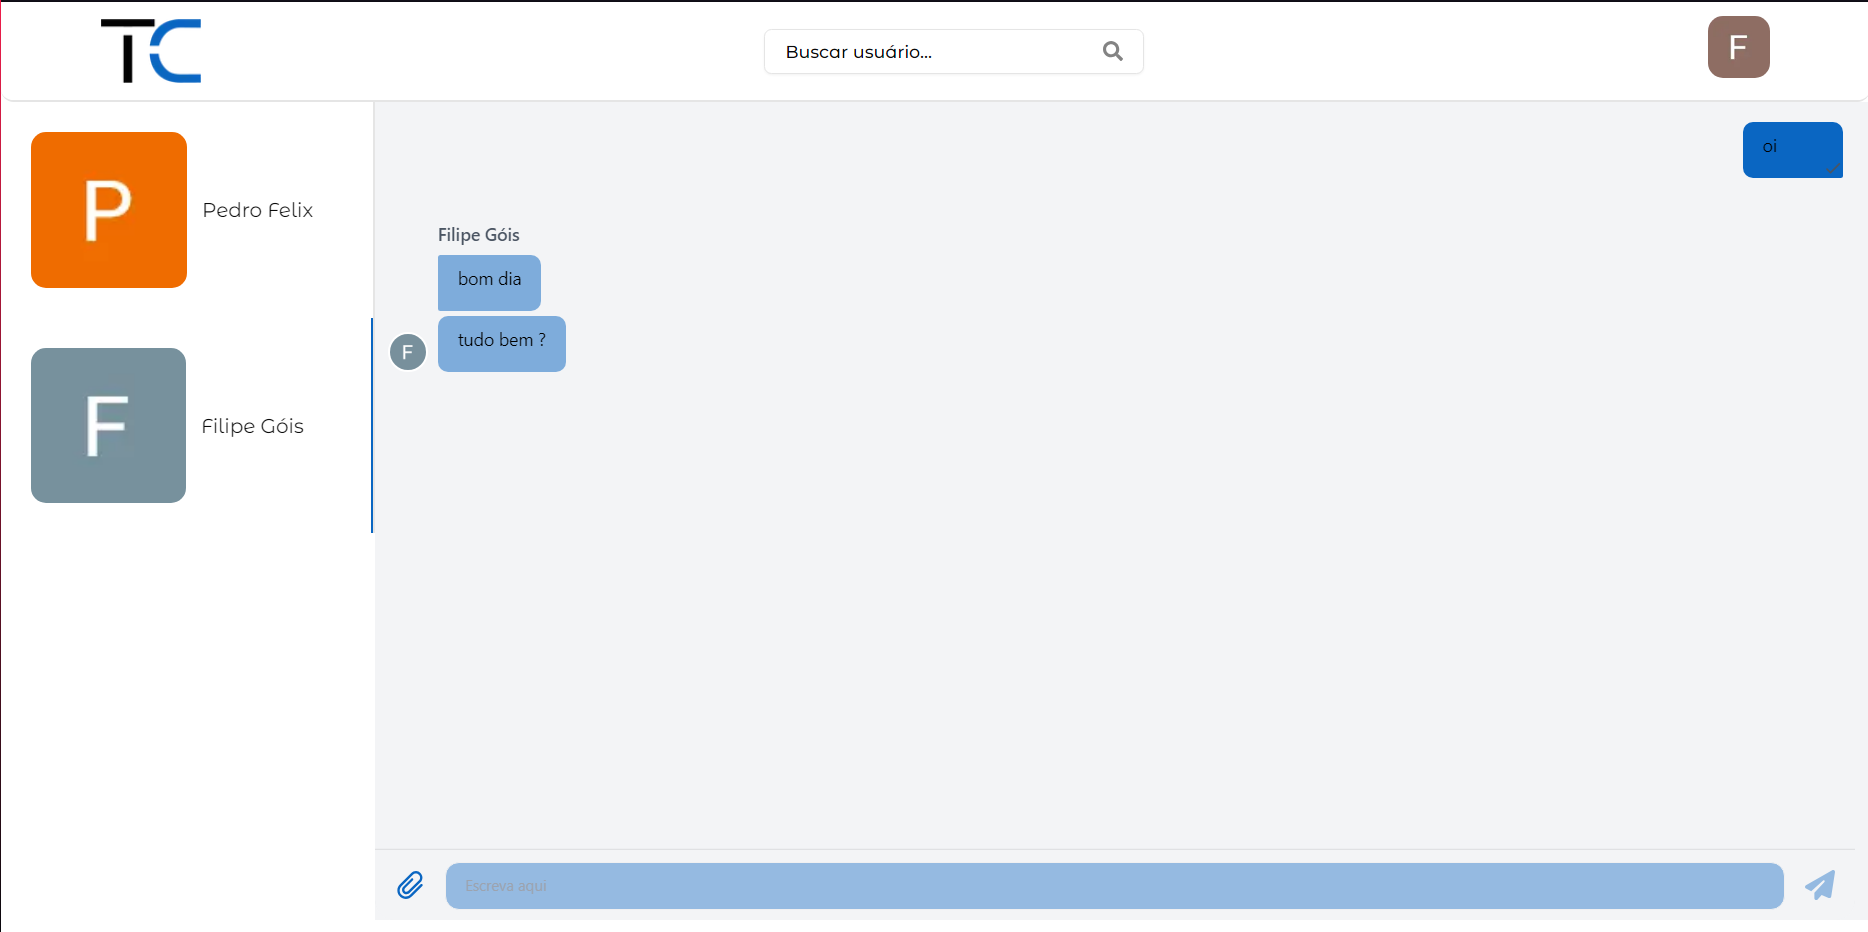 TC
Buscar usuário...
F
P
Pedro Felix
F
Filipe Góis
oi
Filipe Góis
bom dia
tudo bem ?
F
Escreva aqui